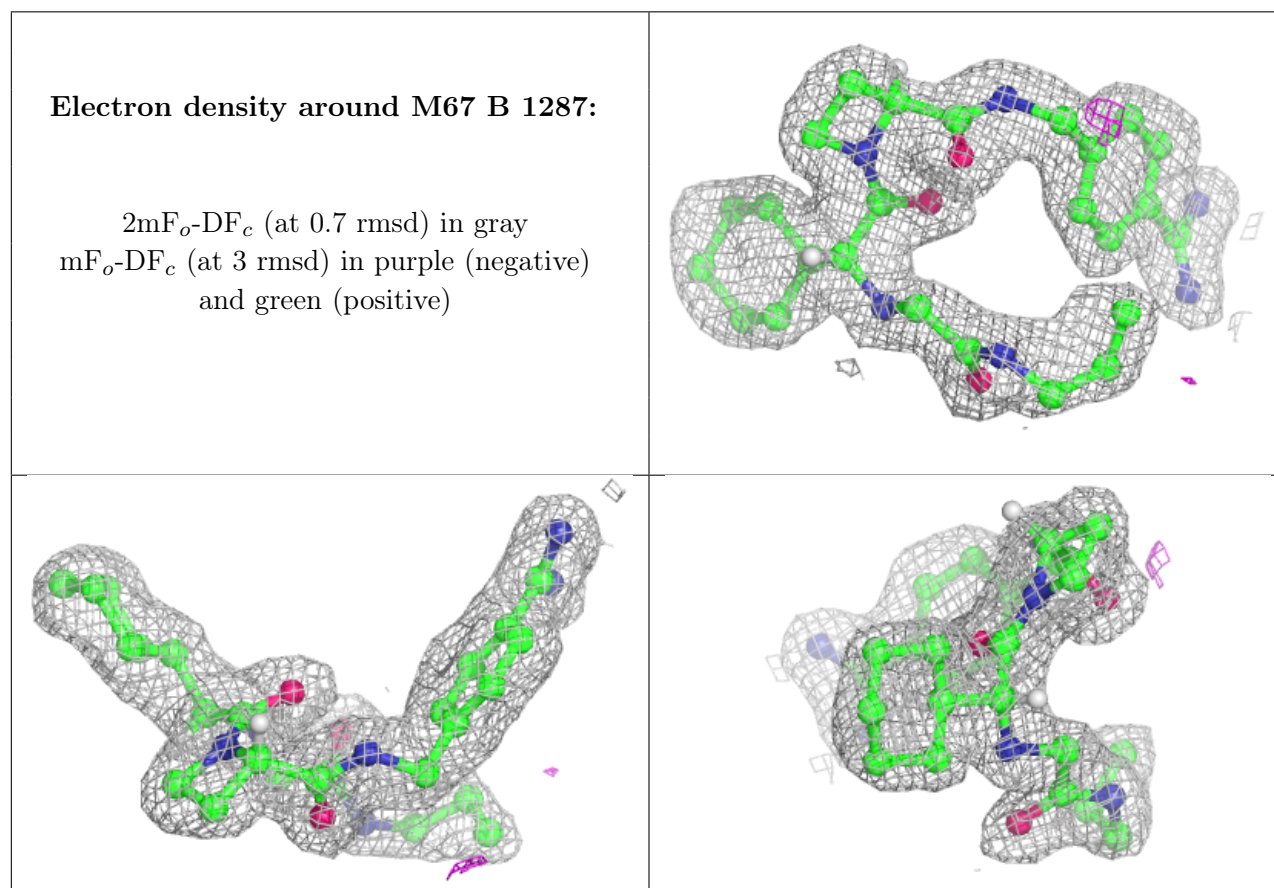 Electron density around M67 B 1287:
2mFₒ-DF𝒸 (at 0.7 rmsd) in gray
mFₒ-DF𝒸 (at 3 rmsd) in purple (negative)
and green (positive)